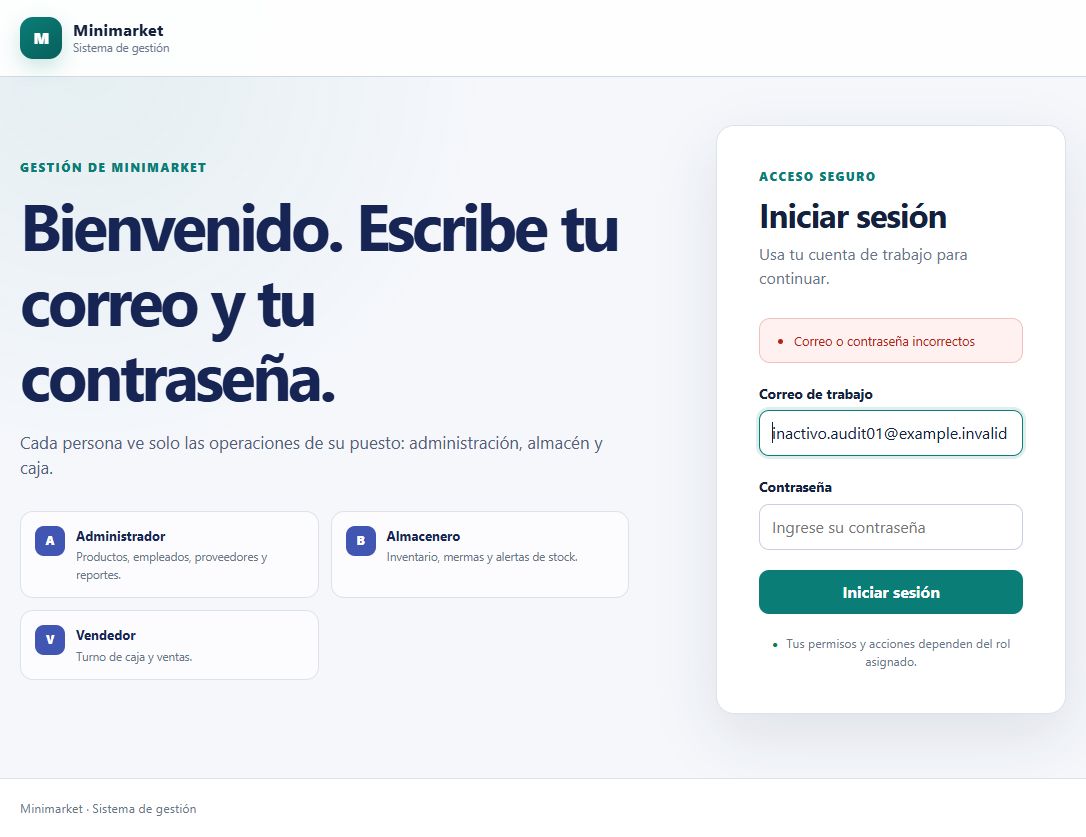 M
Minimarket
Sistema de gestión
GESTIÓN DE MINIMARKET
Bienvenido. Escribe tu
correo y tu
contraseña.
Cada persona ve solo las operaciones de su puesto: administración, almacén y
caja.
A
Administrador
Productos, empleados, proveedores y
reportes.
B
Almacenero
Inventario, mermas y alertas de stock.
V
Vendedor
Turno de caja y ventas.
ACCESO SEGURO
Iniciar sesión
Usa tu cuenta de trabajo para
continuar.
• Correo o contraseña incorrectos
Correo de trabajo
inactivo.audit01@example.invalid
Contraseña
Ingrese su contraseña
Iniciar sesión
• Tus permisos y acciones dependen del rol
asignado.
Minimarket · Sistema de gestión